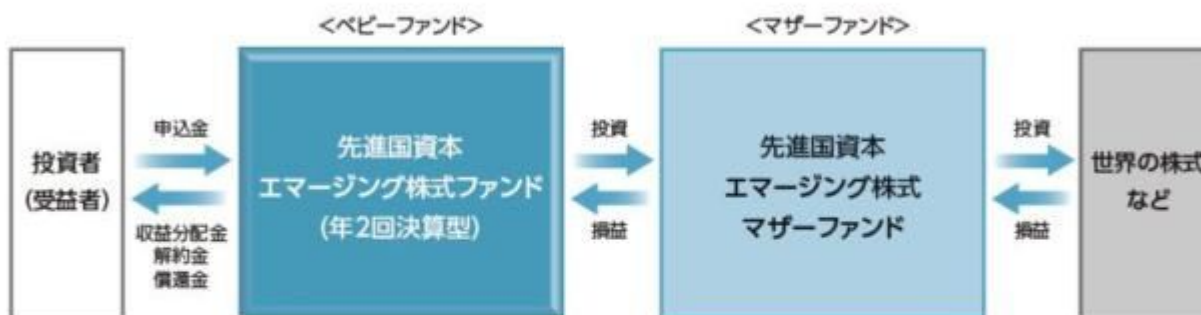 <ベビーファンド>
<マザーファンド>
投資者
(受益者)
申込金
収益分配金
解約金
償還金
先進国資本
エマージング株式ファンド
(年2回決算型)
投資
損益
先進国資本
エマージング株式
マザーファンド
投資
損益
世界の株式
など